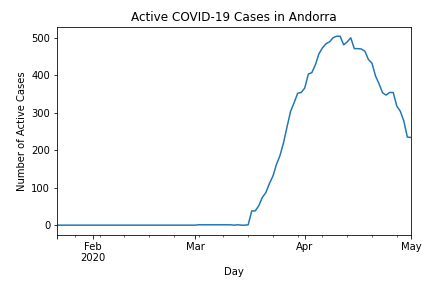 Active COVID-19 Cases in Andorra
Number of Active Cases
500
400
300
200
100
0
Feb
2020
Mar
Apr
May
Day